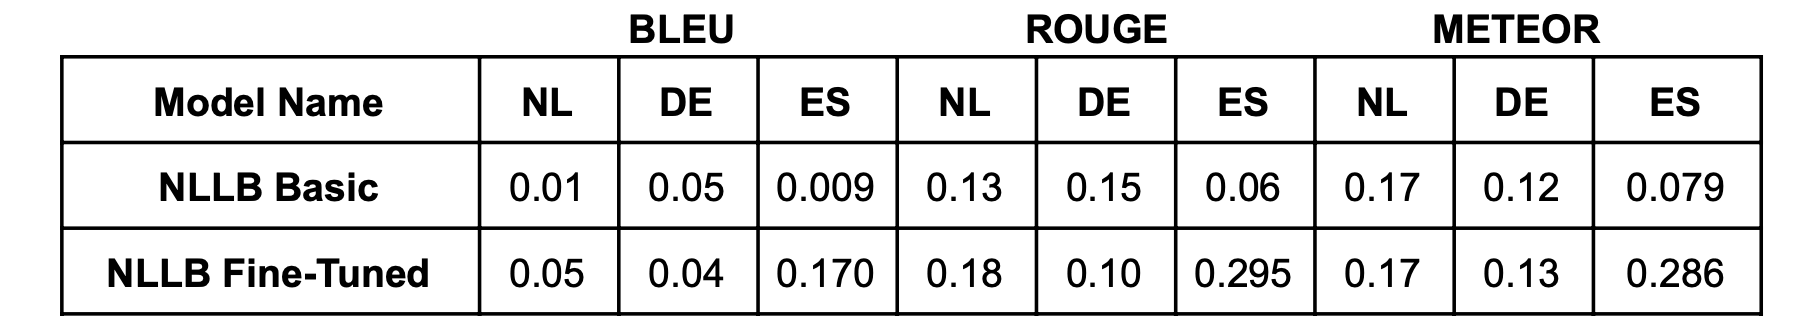 BLEU ROUGE METEOR
Model Name NL DE ES NL DE ES NL DE ES
NLLB Basic 0.01 0.05 0.009 0.13 0.15 0.06 0.17 0.12 0.079
NLLB Fine-Tuned 0.05 0.04 0.170 0.18 0.10 0.295 0.17 0.13 0.286